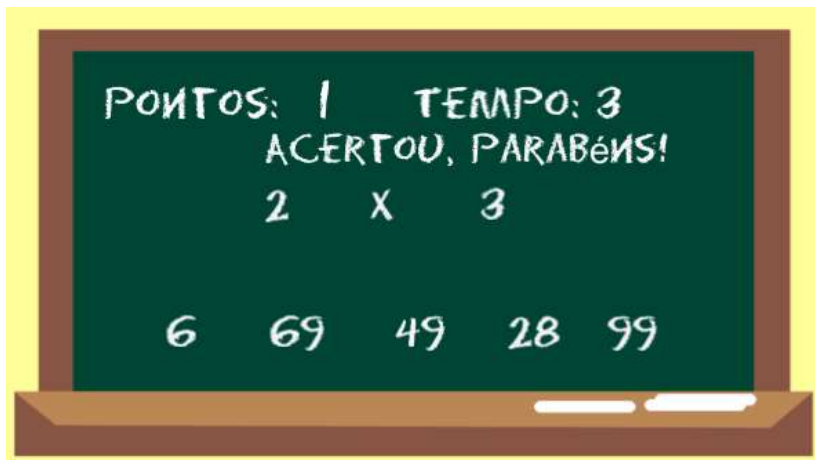 PONTOS: 1 TEMPO: 3
ACERTOU, PARABéNS!
2 X 3
6 69 49 28 99